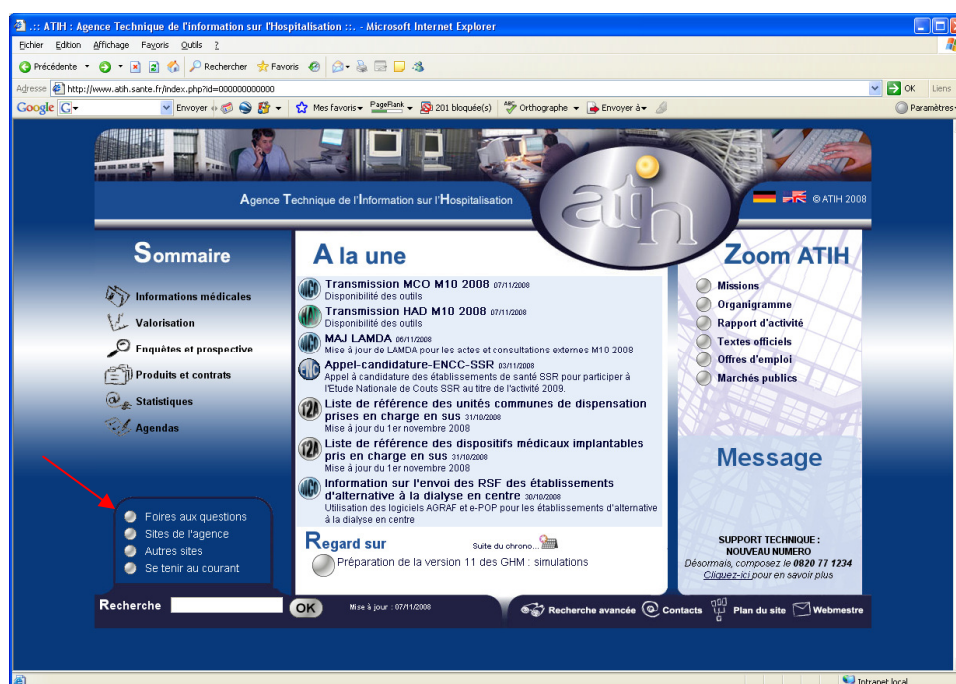 .:: ATIH : Agence Technique de l'information sur l'Hospitalisation ::. - Microsoft Internet Explorer
Fichier Edition Affichage Favoris Outils ?
Précédente Rechercher Favoris
Adresse http://www.atih.sante.fr/index.php?id=000000000000 OK Liens
Google G Envoyer Mes favoris PageRank 201 bloquée(s) Orthographe Envoyer à Paramètres
atih
Agence Technique de l'Information sur l'Hospitalisation
© ATIH 2008
Sommaire
Informations médicales
Valorisation
Enquêtes et prospective
Produits et contrats
Statistiques
Agendas
Foires aux questions
Sites de l'agence
Autres sites
Se tenir au courant
A la une
MCO Transmission MCO M10 2008 07/11/2008
Disponibilité des outils
HAD Transmission HAD M10 2008 07/11/2008
Disponibilité des outils
MCO MAJ LAMDA 06/11/2008
Mise à jour de LAMDA pour les actes et consultations externes M10 2008
Appel-candidature-ENCC-SSR 03/11/2008
Appel à candidature des établissements de santé SSR pour participer à
l'Etude Nationale de Couts SSR au titre de l'activité 2009.
T2A Liste de référence des unités communes de dispensation
prises en charge en sus 31/10/2008
Mise à jour du 1er novembre 2008
T2A Liste de référence des dispositifs médicaux implantables
pris en charge en sus 31/10/2008
Mise à jour du 1er novembre 2008
MCO Information sur l'envoi des RSF des établissements
d'alternative à la dialyse en centre 30/10/2008
Utilisation des logiciels AGRAF et e-POP pour les établissements d'alternative
à la dialyse en centre
Regard sur Suite du chrono...
Préparation de la version 11 des GHM : simulations
Zoom ATIH
Missions
Organigramme
Rapport d'activité
Textes officiels
Offres d'emploi
Marchés publics
Message
SUPPORT TECHNIQUE :
NOUVEAU NUMERO
Désormais, composez le 0820 77 1234
Cliquez-ici pour en savoir plus
Recherche OK Mise à jour : 07/11/2008 Recherche avancée Contacts Plan du site Webmestre
Intranet local